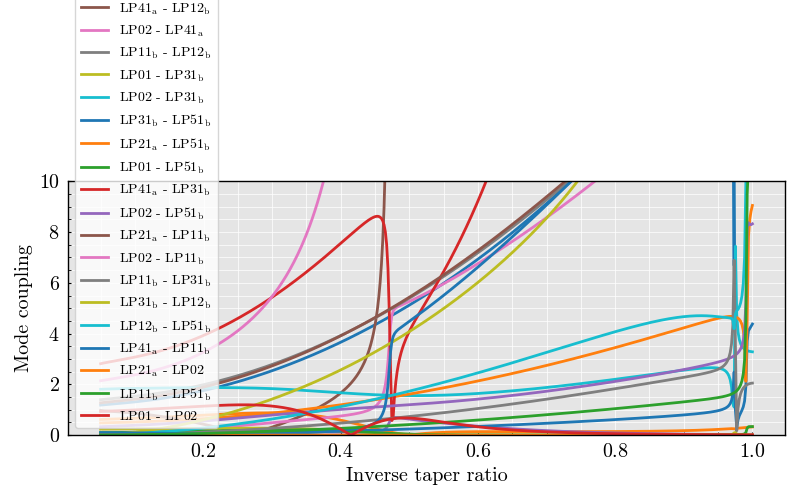 LP41a - LP12b
LP02 - LP41a
LP11b - LP12b
LP01 - LP31b
LP02 - LP31b
LP31b - LP51b
LP21a - LP51b
LP01 - LP51b
LP41a - LP31b
LP02 - LP51b
LP21a - LP11b
LP02 - LP11b
LP11b - LP31b
LP31b - LP12b
LP12b - LP51b
LP41a - LP11b
LP21a - LP02
LP11b - LP51b
LP01 - LP02
10
8
6
4
2
0
Mode coupling
0.2 0.4 0.6 0.8 1.0
Inverse taper ratio